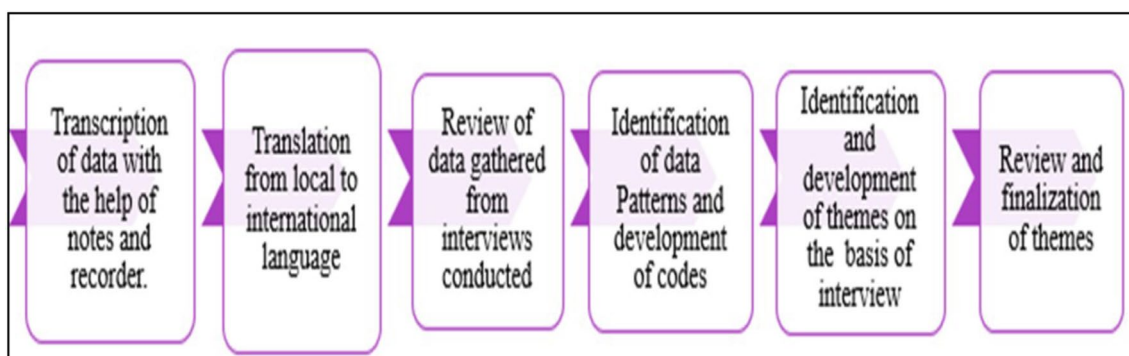 Transcription
of data with
the help of
notes and
recorder.
Translation
from local to
international
language
Review of
data gathered
from
interviews
conducted
Identification
of data
Patterns and
development
of codes
Identification
and
development
of themes on
the basis of
interview
Review and
finalization
of themes